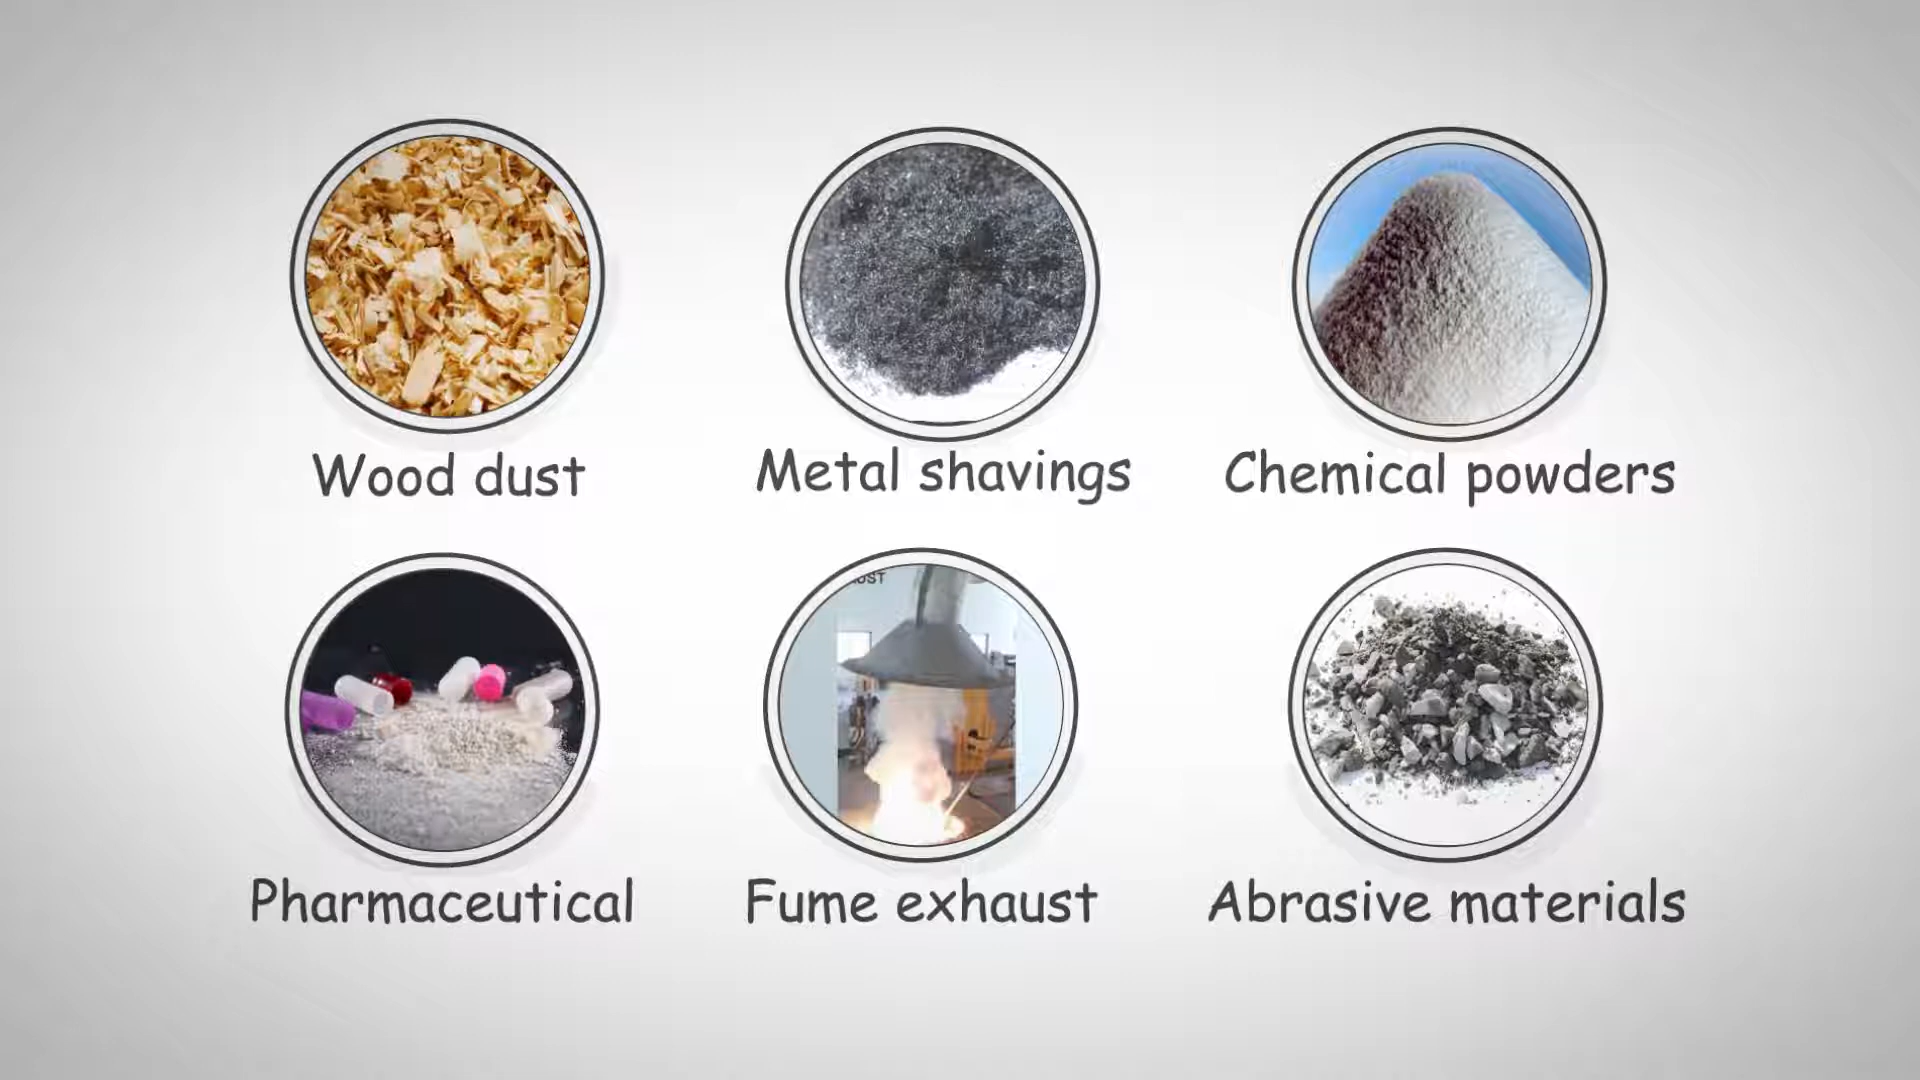 Wood dust
Metal shavings
Chemical powders
Pharmaceutical
Fume exhaust
Abrasive materials